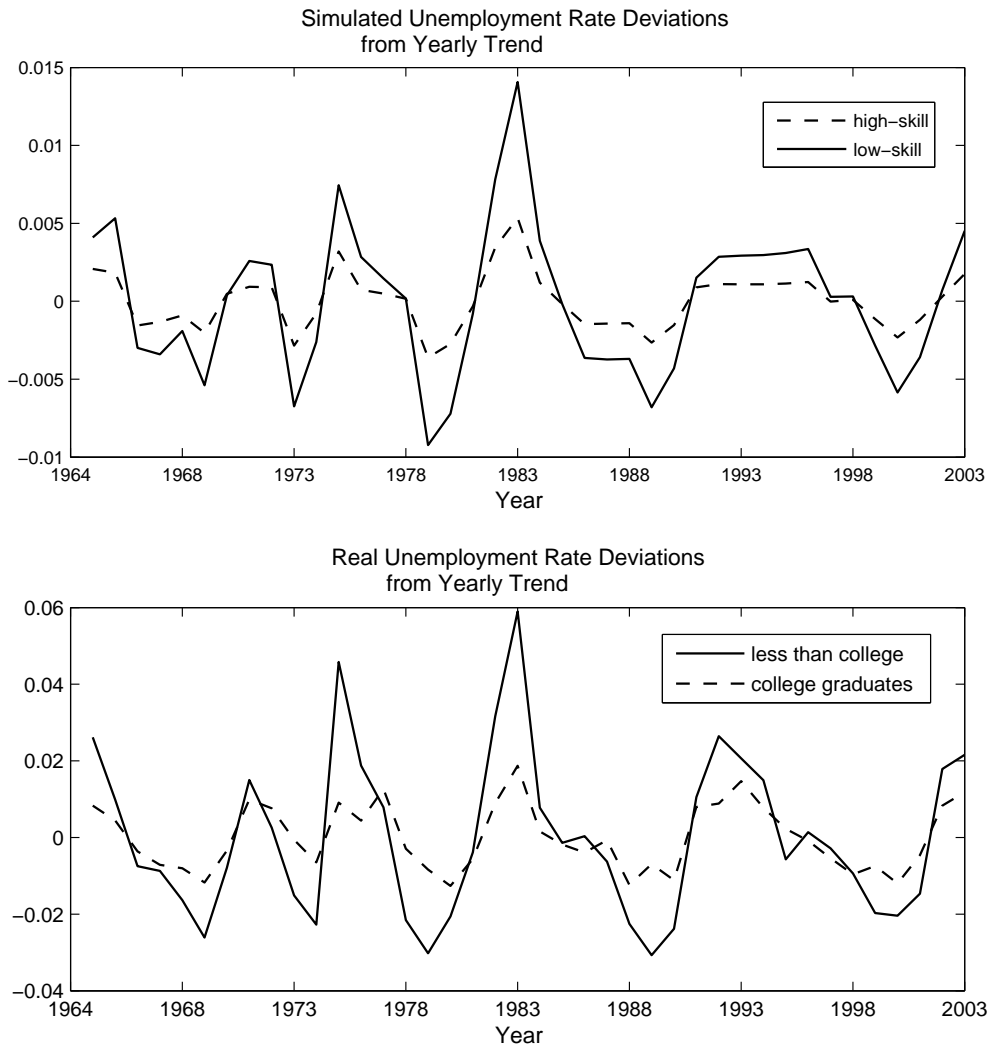 Simulated Unemployment Rate Deviations
from Yearly Trend
0.015
0.01
0.005
0
−0.005
−0.01
high−skill
low−skill
1964 1968 1973 1978 1983 1988 1993 1998 2003
Year
Real Unemployment Rate Deviations
from Yearly Trend
0.06
0.04
0.02
0
−0.02
−0.04
less than college
college graduates
1964 1968 1973 1978 1983 1988 1993 1998 2003
Year